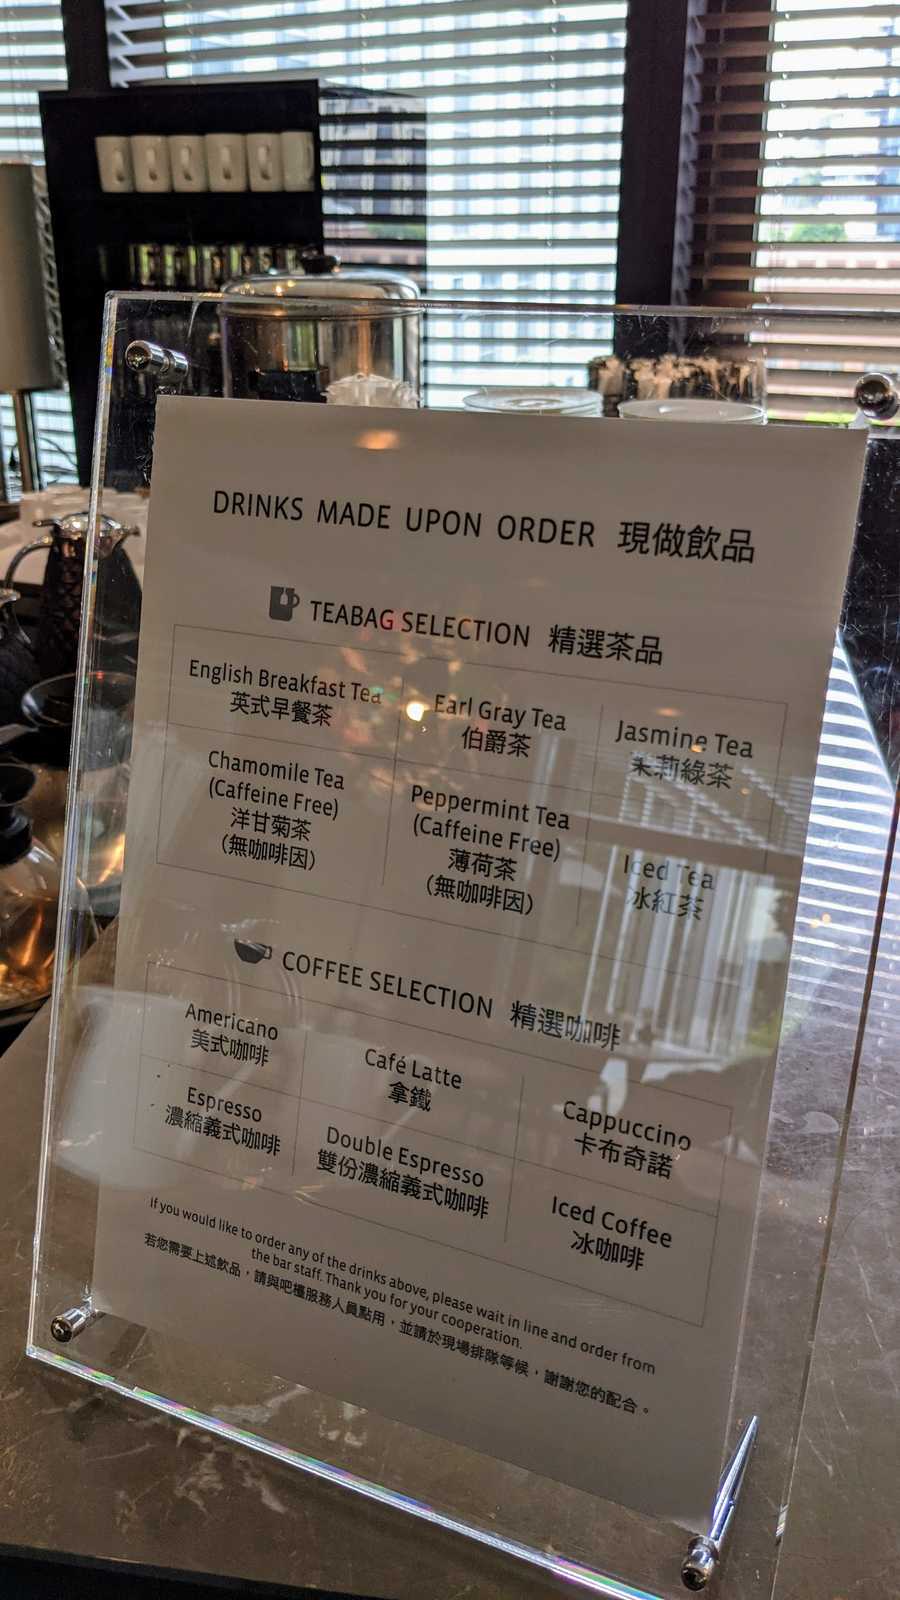 DRINKS MADE UPON ORDER 現做飲品
TEABAG SELECTION 精選茶品
English Breakfast Tea
英式早餐茶
Earl Gray Tea
伯爵茶
Jasmine Tea
茉莉綠茶
Chamomile Tea
(Caffeine Free)
洋甘菊茶
(無咖啡因)
Peppermint Tea
(Caffeine Free)
薄荷茶
(無咖啡因)
Iced Tea
冰紅茶
COFFEE SELECTION 精選咖啡
Americano
美式咖啡
Café Latte
拿鐵
Cappuccino
卡布奇諾
Espresso
濃縮義式咖啡
Double Espresso
雙份濃縮義式咖啡
Iced Coffee
冰咖啡
If you would like to order any of the drinks above, please wait in line and order from
the bar staff. Thank you for your cooperation.
若您需要上述飲品，請與吧檯服務人員點用，並請於現場排隊等候，謝謝您的配合。